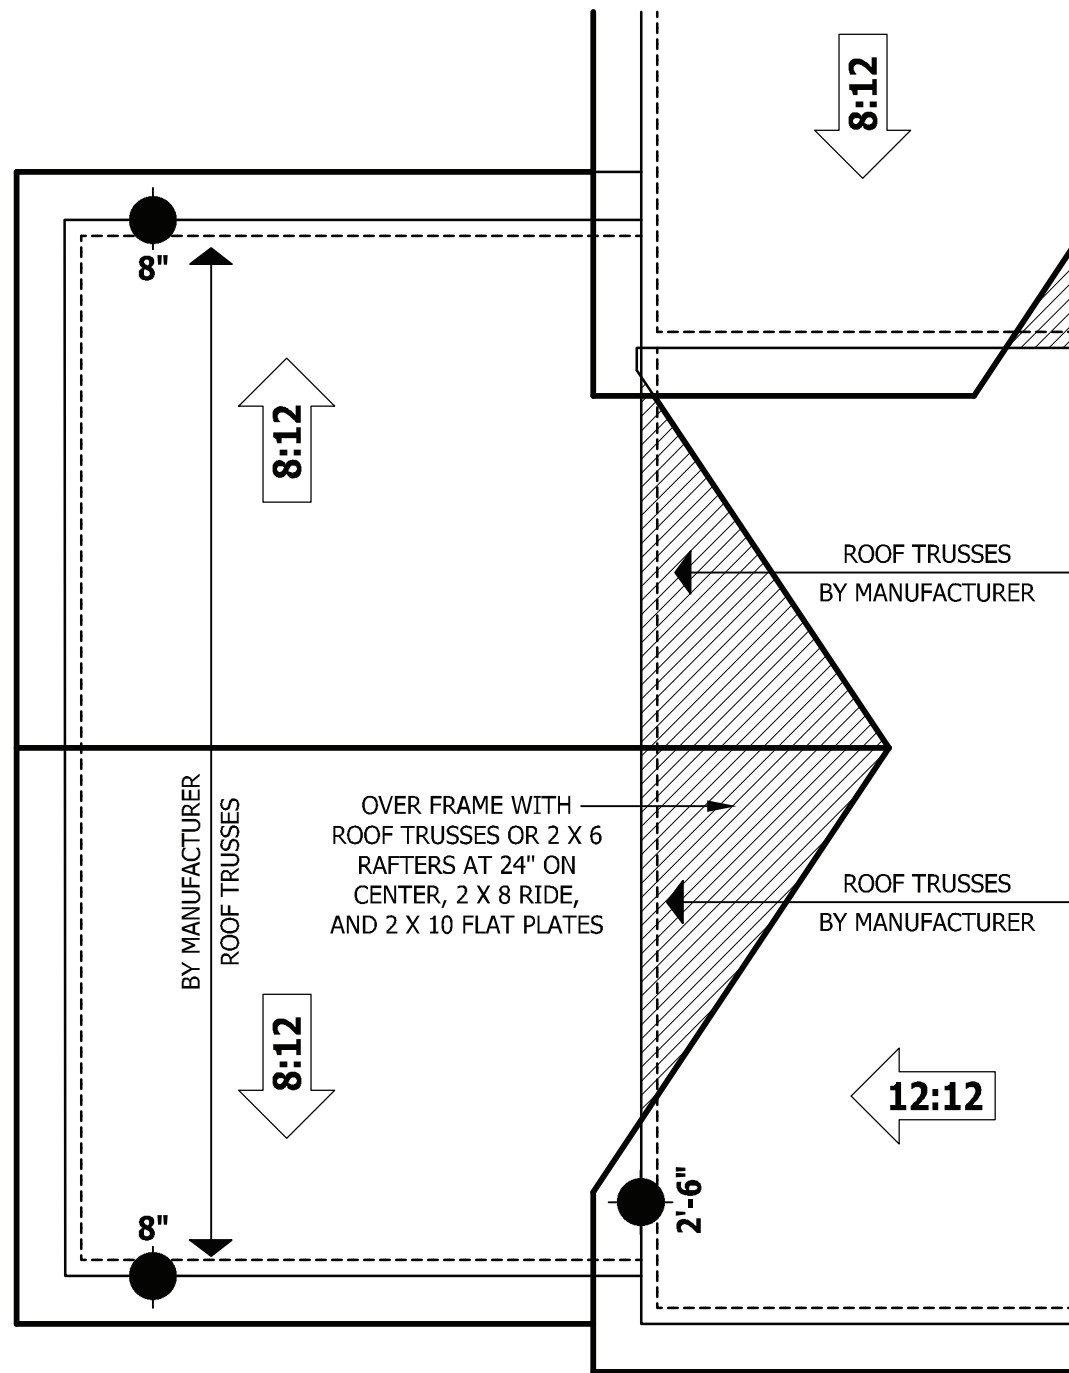 8:12
8"
8:12
ROOF TRUSSES
BY MANUFACTURER
BY MANUFACTURER
ROOF TRUSSES
OVER FRAME WITH
ROOF TRUSSES OR 2 X 6
RAFTERS AT 24" ON
CENTER, 2 X 8 RIDE,
AND 2 X 10 FLAT PLATES
ROOF TRUSSES
BY MANUFACTURER
8:12
12:12
2'-6"
8"